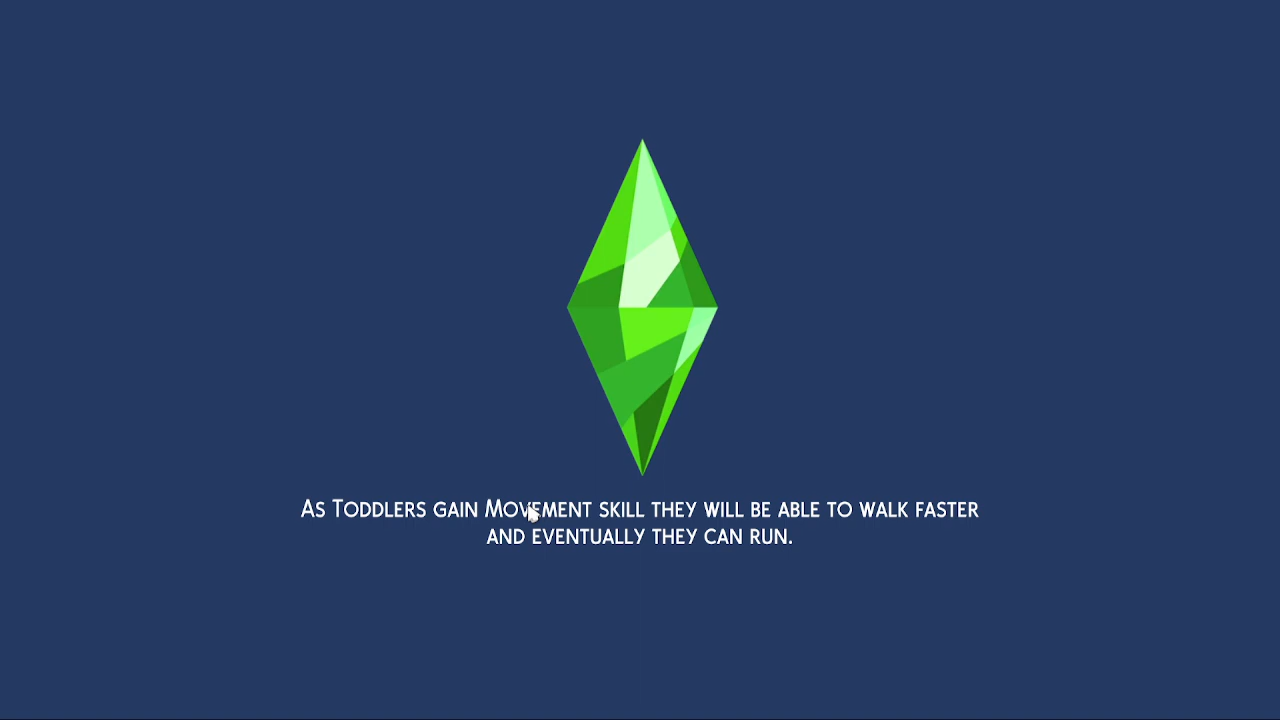 As Toddlers gain Movement skill they will be able to walk faster
and eventually they can run.